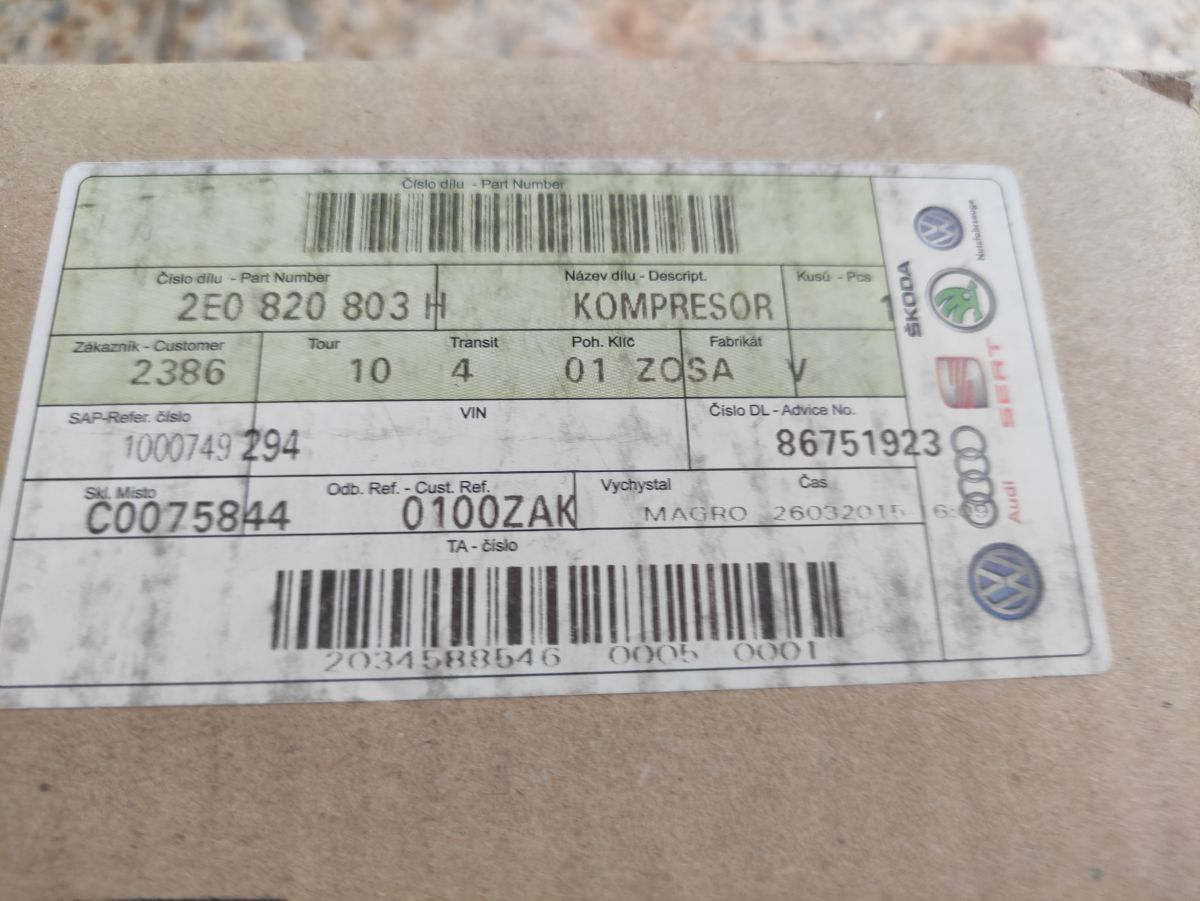 Číslo dílu - Part Number
Číslo dílu - Part Number Název dílu - Descript. Kusů - Pcs
2E0 820 803 H KOMPRESOR 1
Zákazník - Customer Tour Transit Poh. Klíč Fabrikát
2386 10 4 01 ZOSA V
SAP-Refer. číslo VIN Číslo DL - Advice No.
1000749 294 86751923
Skl. Místo Odb. Ref. - Cust. Ref. Vychystal Čas
C0075844 0100ZAK MAGRO 26032015
TA - číslo
2034588546 0005 0001
Nutzfahrzeuge
ŠKODA
SEAT
Audi